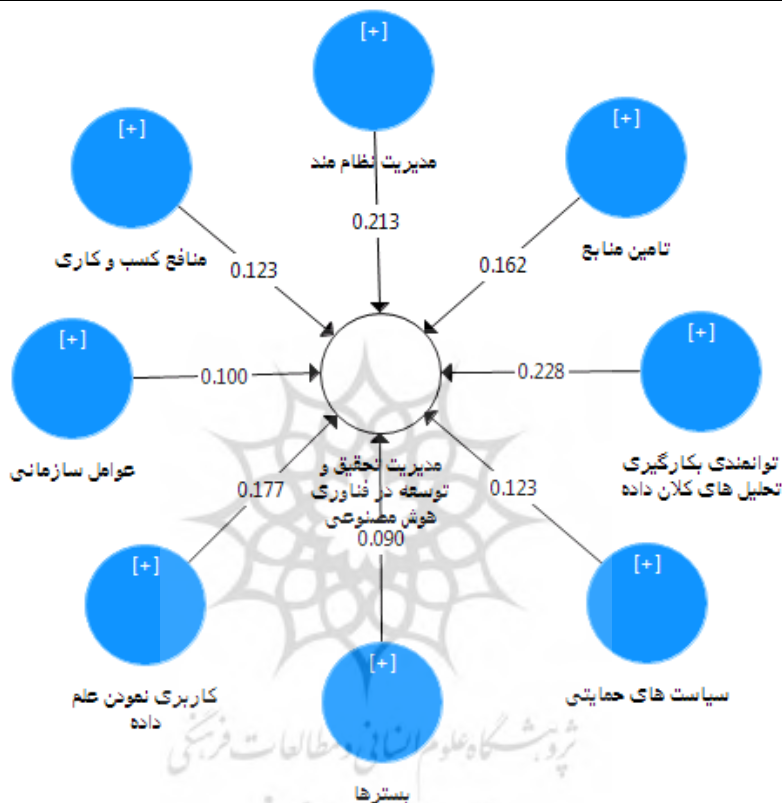 [+]
مدیریت نظام مند
0.213
[+]
تامین منابع
0.162
[+]
منافع کسب و کاری
0.123
[+]
توانمندی بکارگیری
تحلیل های کلان داده
0.228
[+]
عوامل سازمانی
0.100
مدیریت تحقیق و
توسعه در فناوری
هوش مصنوعی
[+]
سیاست های حمایتی
0.123
[+]
کاربری نمودن علم
داده
0.177
[+]
بسترها
0.090
پژوهشگاه علوم انسانی و مطالعات فرهنگی